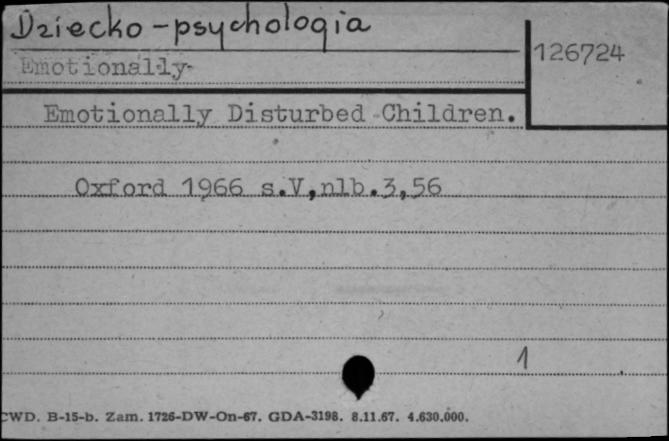 Dziecko - psychologia
126724
Emotionally
Emotionally Disturbed Children.
Oxford 1966 s.V,nlb.3,56
1
CWD. B-15-b. Zam. 1726-DW-On-67. GDA-3198. 8.11.67. 4.630.000.